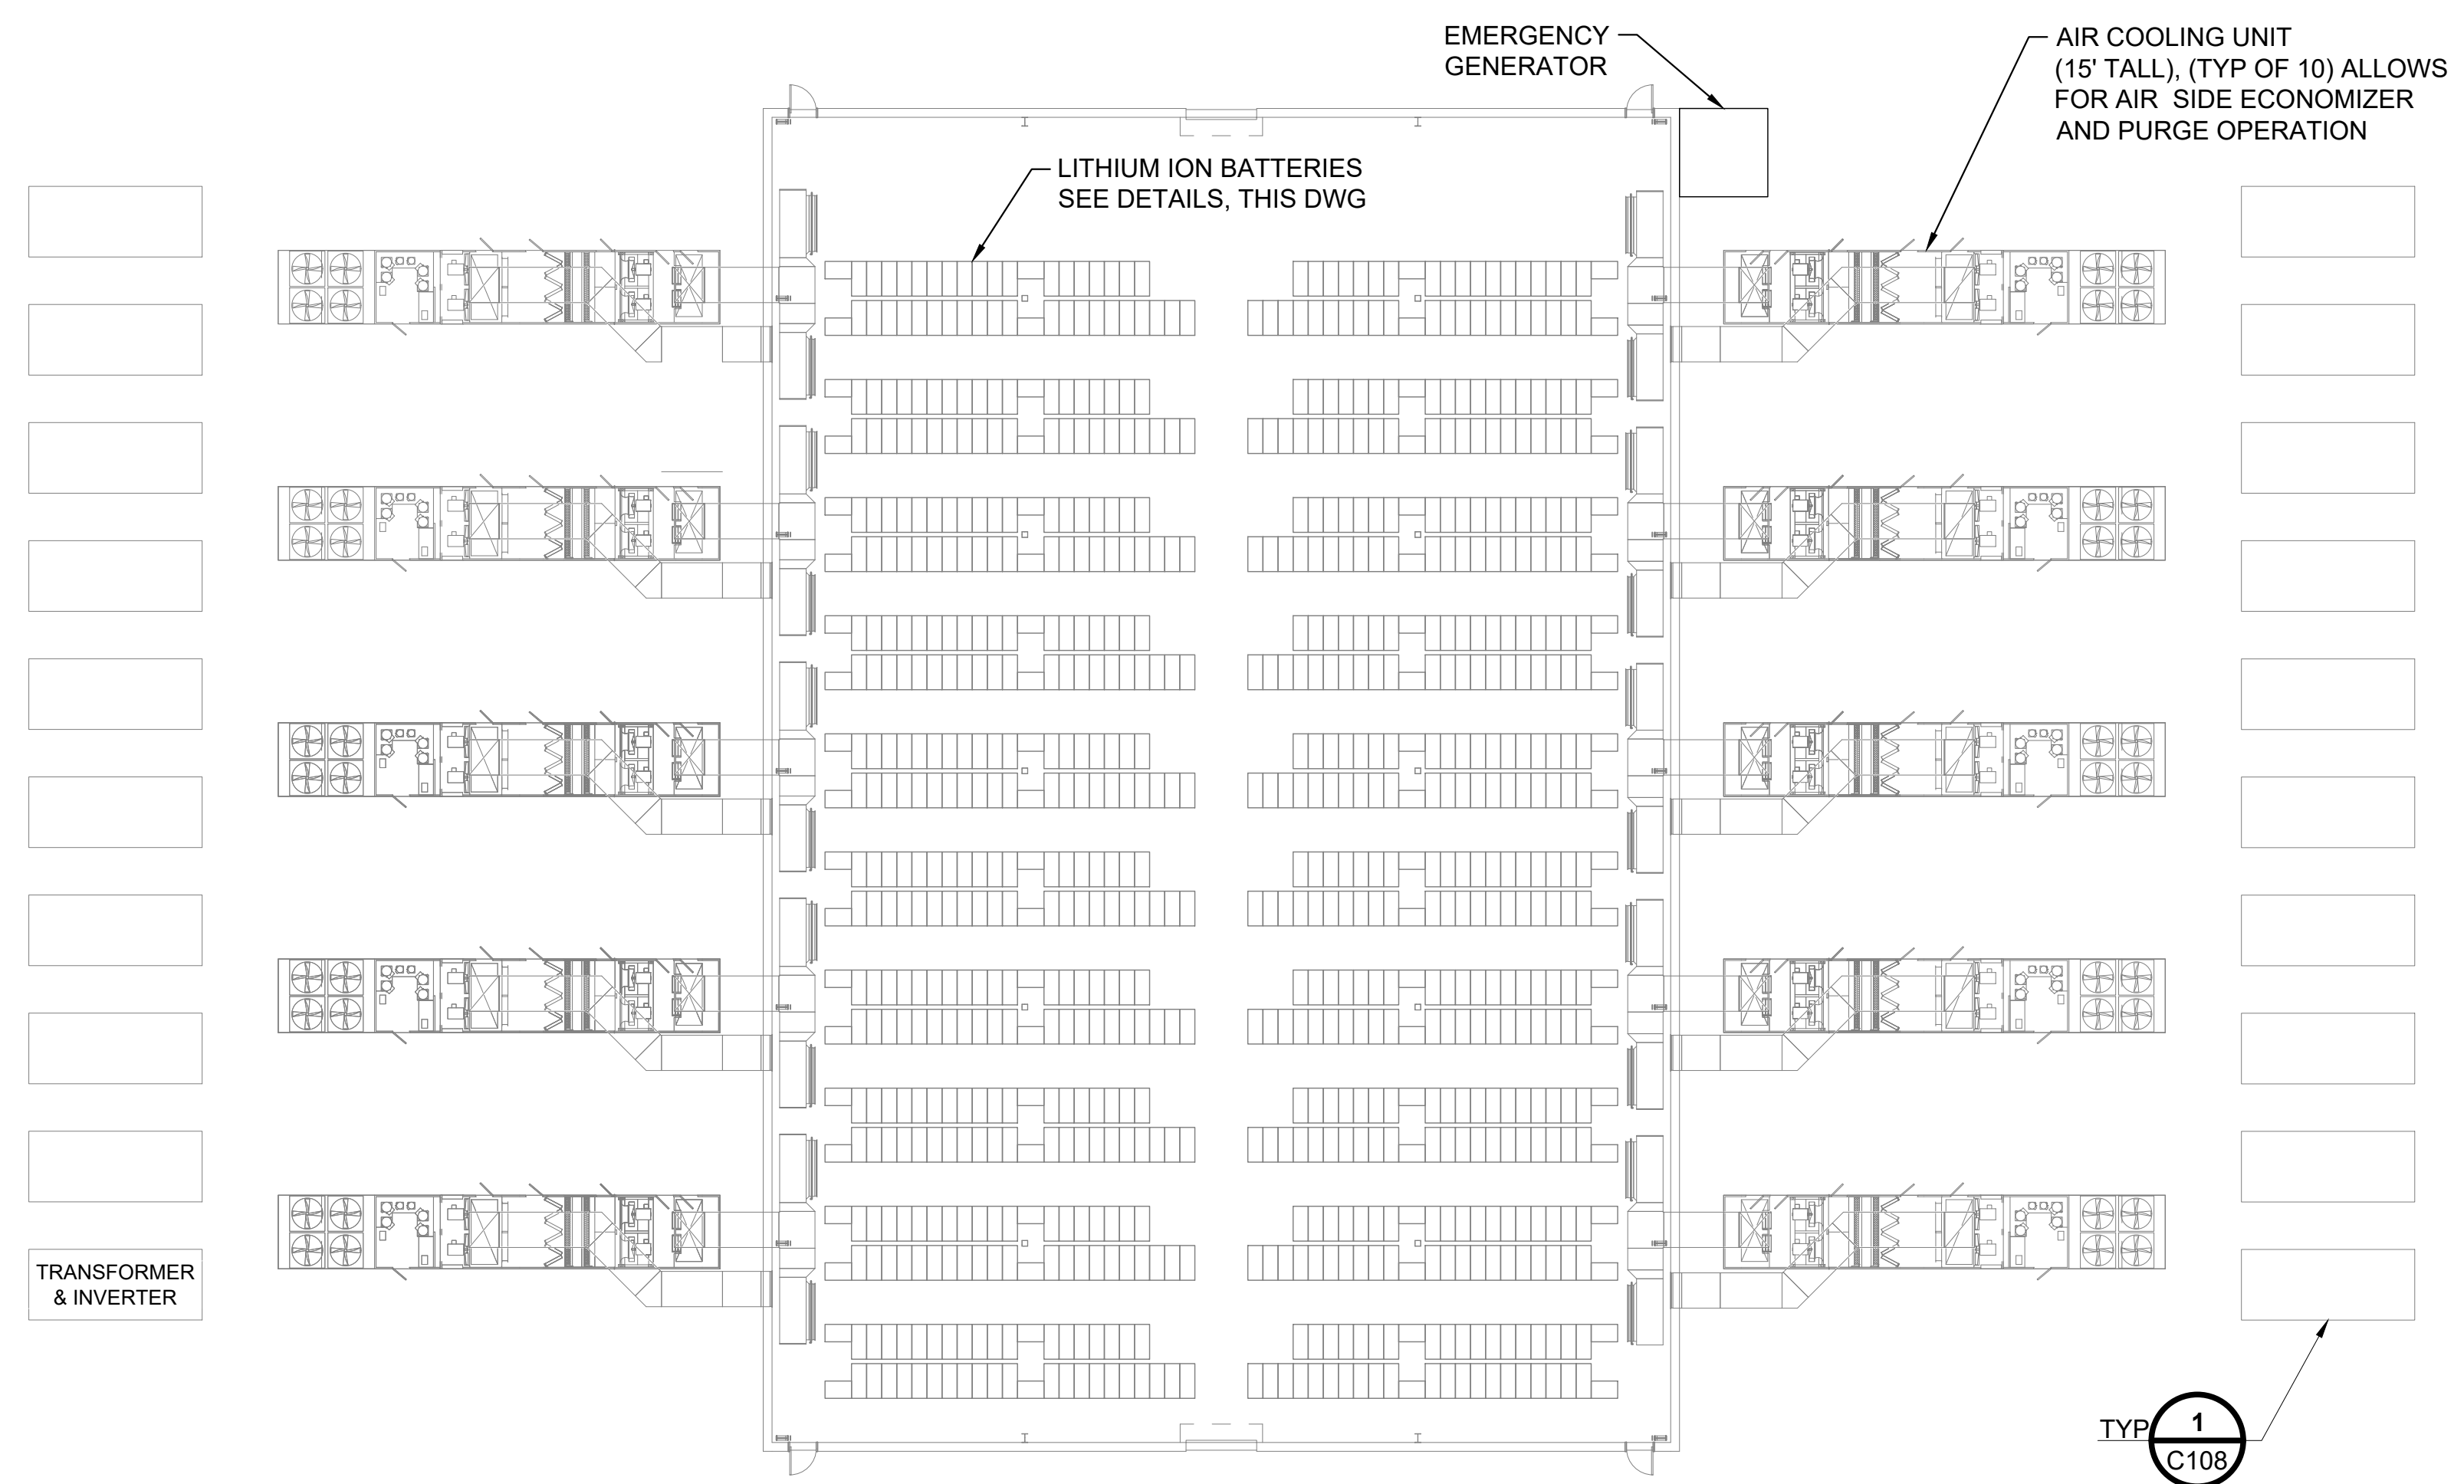 EMERGENCY
GENERATOR
AIR COOLING UNIT
(15' TALL), (TYP OF 10) ALLOWS
FOR AIR SIDE ECONOMIZER
AND PURGE OPERATION
LITHIUM ION BATTERIES
SEE DETAILS, THIS DWG
TRANSFORMER
& INVERTER
TYP
1
C108